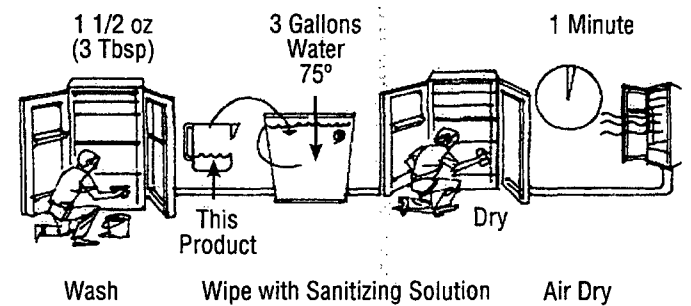 1 1/2 oz
(3 Tbsp)
3 Gallons
Water
75°
1 Minute
This
Product
Dry
Wash
Wipe with Sanitizing Solution
Air Dry